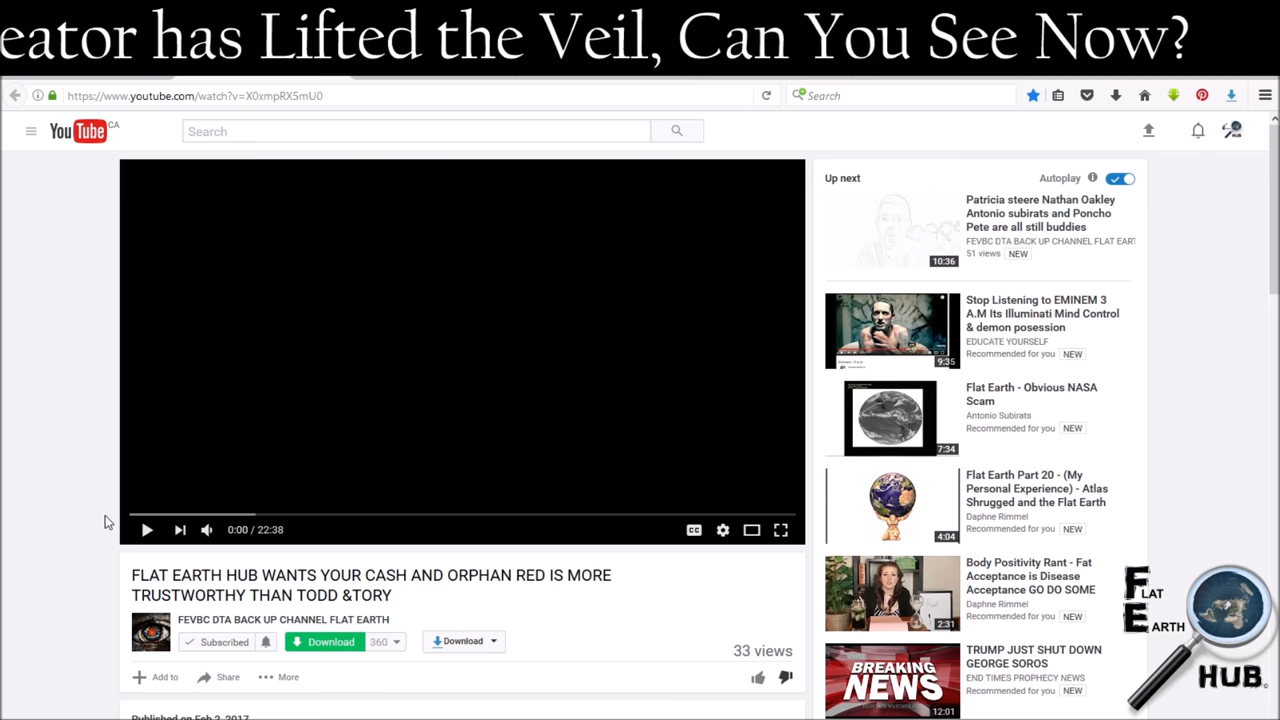 eator has Lifted the Veil, Can You See Now?
https://www.youtube.com/watch?v=X0xmpRX5mU0
Search
YouTube CA
Search
Up next
Autoplay
Patricia steere Nathan Oakley
Antonio subirats and Poncho
Pete are all still buddies
FEVBC DTA BACK UP CHANNEL FLAT EART
51 views NEW
10:36
Stop Listening to EMINEM 3
A.M Its Illuminati Mind Control
& demon posession
EDUCATE YOURSELF
Recommended for you NEW
9:35
Flat Earth - Obvious NASA
Scam
Antonio Subirats
Recommended for you NEW
7:34
Flat Earth Part 20 - (My
Personal Experience) - Atlas
Shrugged and the Flat Earth
Daphne Rimmel
Recommended for you NEW
4:04
Body Positivity Rant - Fat
Acceptance is Disease
Acceptance GO DO SOME
Daphne Rimmel
Recommended for you NEW
2:31
TRUMP JUST SHUT DOWN
GEORGE SOROS
END TIMES PROPHECY NEWS
Recommended for you NEW
BREAKING
NEWS
12:01
0:00 / 22:38
CC
FLAT EARTH HUB WANTS YOUR CASH AND ORPHAN RED IS MORE
TRUSTWORTHY THAN TODD &TORY
FEVBC DTA BACK UP CHANNEL FLAT EARTH
Subscribed
Download 360
Download
33 views
Add to
Share
More
Published on Feb 2, 2017
FLAT
EARTH
HUB